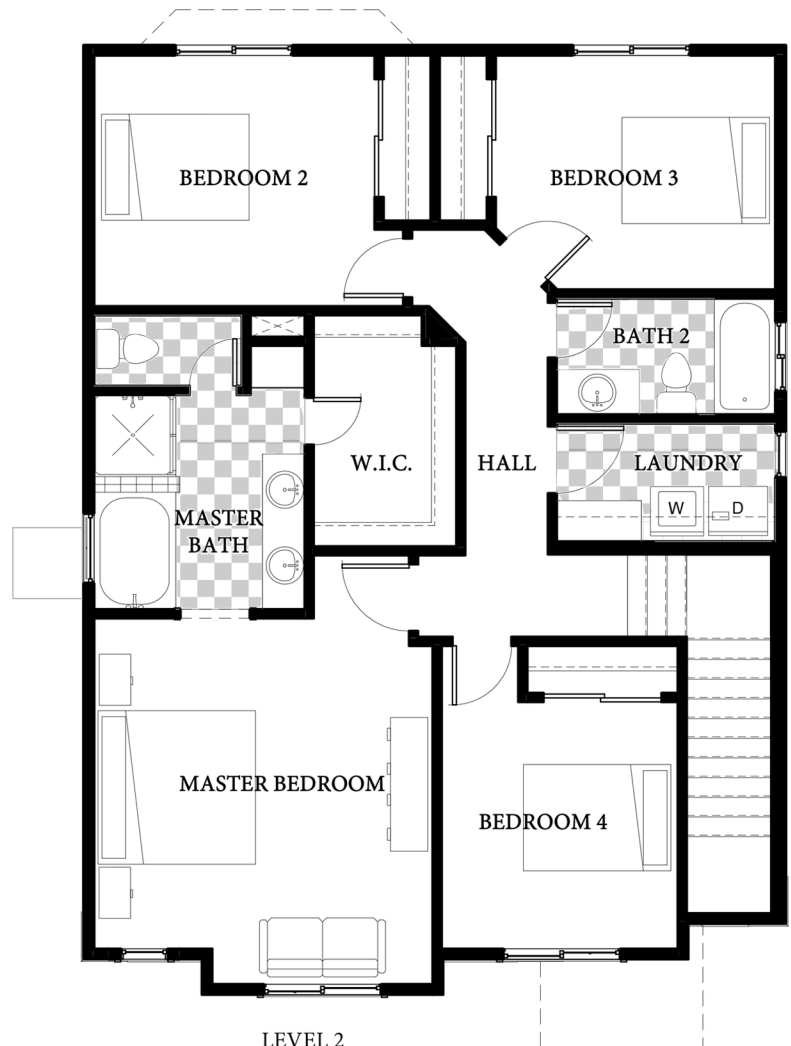 BEDROOM 2
BEDROOM 3
BATH 2
W.I.C.
HALL
LAUNDRY
W
D
MASTER
BATH
MASTER BEDROOM
BEDROOM 4
LEVEL 2